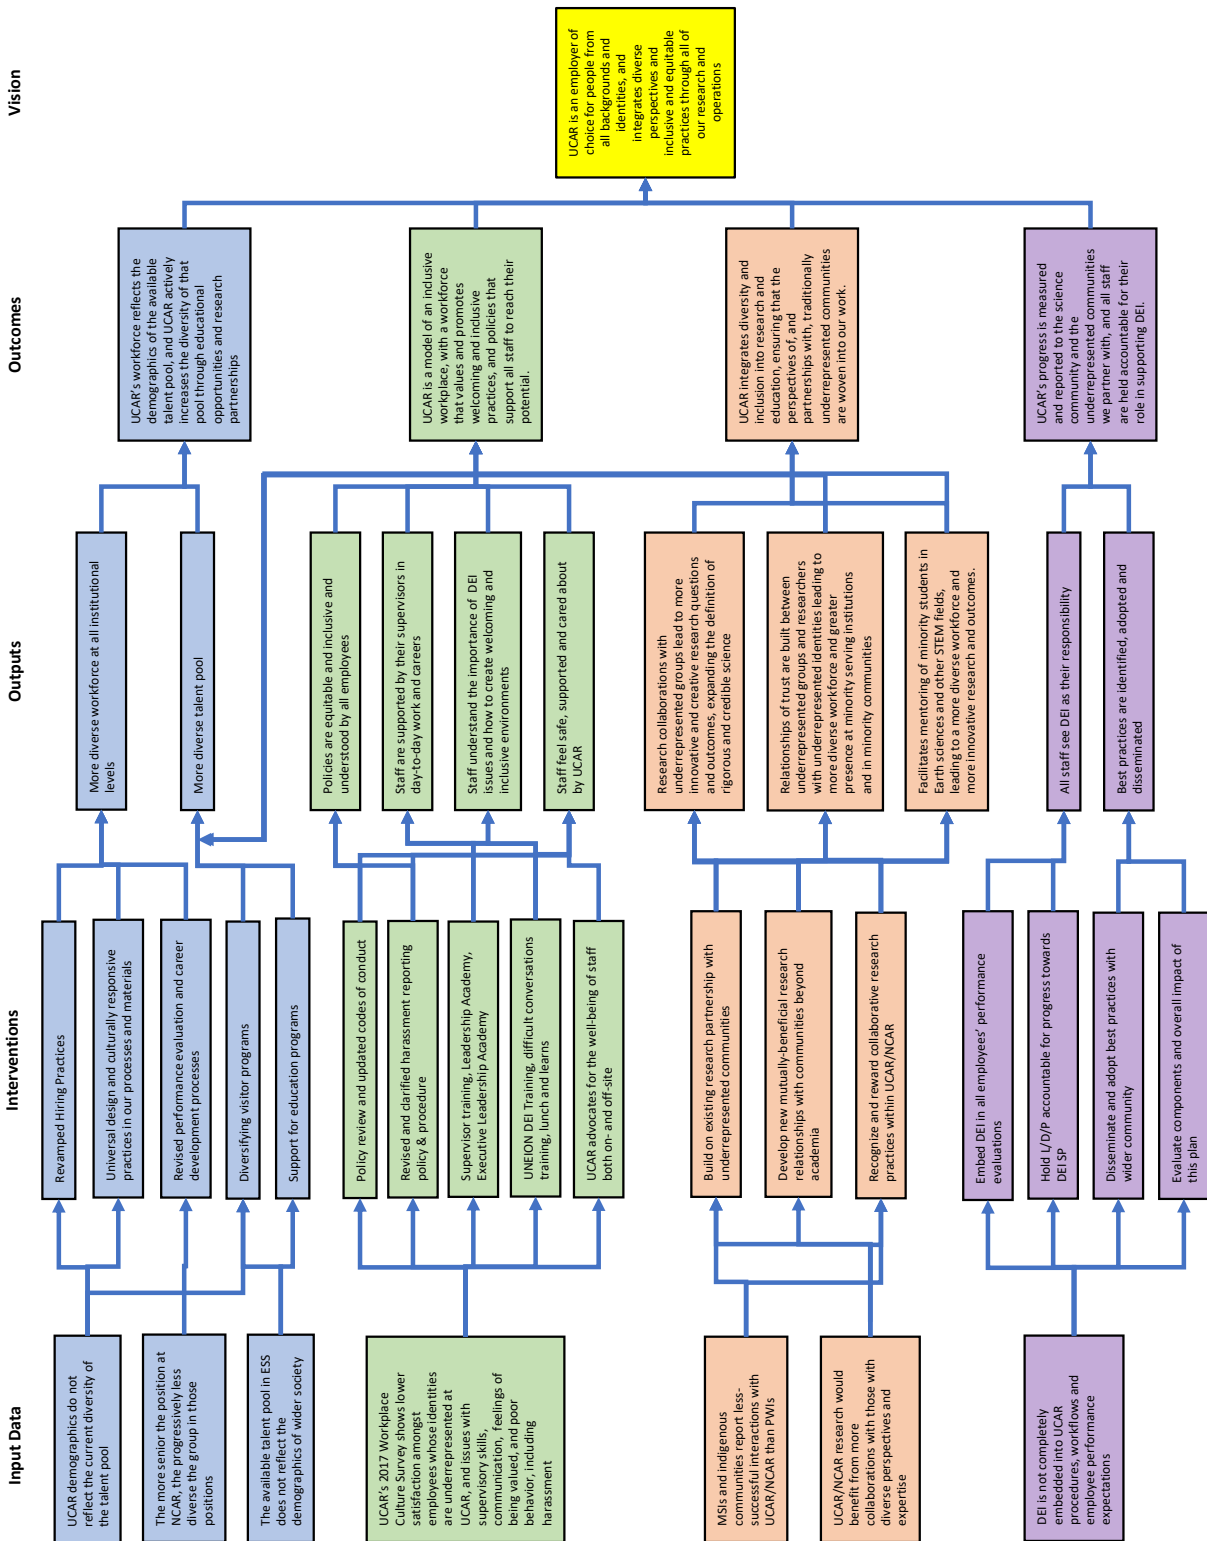 Input Data
Interventions
Outputs
Outcomes
Vision
UCAR demographics do not
reflect the current diversity of
the talent pool
The more senior the position at
NCAR, the progressively less
diverse the group in those
positions
The available talent pool in ESS
does not reflect the
demographics of wider society
UCAR's 2017 Workplace
Culture Survey shows lower
satisfaction amongst
employees whose identities
are underrepresented at
UCAR, and issues with
supervisory skills,
communication, feelings of
being valued, and poor
behavior, including
harassment
MSIs and indigenous
communities report less-
successful interactions with
UCAR/NCAR than PWIs
UCAR/NCAR research would
benefit from more
collaborations with those with
diverse perspectives and
expertise
DEI is not completely
embedded into UCAR
procedures, workflows and
employee performance
expectations
Revamped Hiring Practices
Universal design and culturally responsive
practices in our processes and materials
Revised performance evaluation and career
development processes
Diversifying visitor programs
Support for education programs
Policy review and updated codes of conduct
Revised and clarified harassment reporting
policy & procedure
Supervisor training, Leadership Academy,
Executive Leadership Academy
UNEION DEI Training, difficult conversations
training, lunch and learns
UCAR advocates for the well-being of staff
both on- and off-site
Build on existing research partnership with
underrepresented communities
Develop new mutually-beneficial research
relationships with communities beyond
academia
Recognize and reward collaborative research
practices within UCAR/NCAR
Embed DEI in all employees' performance
evaluations
Hold L/D/P accountable for progress towards
DEI SP
Disseminate and adopt best practices with
wider community
Evaluate components and overall impact of
this plan
More diverse workforce at all institutional
levels
More diverse talent pool
Policies are equitable and inclusive and
understood by all employees
Staff are supported by their supervisors in
day-to-day work and careers
Staff understand the importance of DEI
issues and how to create welcoming and
inclusive environments
Staff feel safe, supported and cared about
by UCAR
Research collaborations with
underrepresented groups lead to more
innovative and creative research questions
and outcomes, expanding the definition of
rigorous and credible science
Relationships of trust are built between
underrepresented groups and researchers
with underrepresented identities leading to
more diverse workforce and greater
presence at minority serving institutions
and in minority communities
Facilitates mentoring of minority students in
Earth sciences and other STEM fields,
leading to a more diverse workforce and
more innovative research and outcomes.
All staff see DEI as their responsibility
Best practices are identified, adopted and
disseminated
UCAR's workforce reflects the
demographics of the available
talent pool, and UCAR actively
increases the diversity of that
pool through educational
opportunities and research
partnerships
UCAR is a model of an inclusive
workplace, with a workforce
that values and promotes
welcoming and inclusive
practices, and policies that
support all staff to reach their
potential.
UCAR integrates diversity and
inclusion into research and
education, ensuring that the
perspectives of, and
partnerships with, traditionally
underrepresented communities
are woven into our work.
UCAR's progress is measured
and reported to the science
community and the
underrepresented communities
we partner with, and all staff
are held accountable for their
role in supporting DEI.
UCAR is an employer of
choice for people from
all backgrounds and
identities, and
integrates diverse
perspectives and
inclusive and equitable
practices through all of
our research and
operations